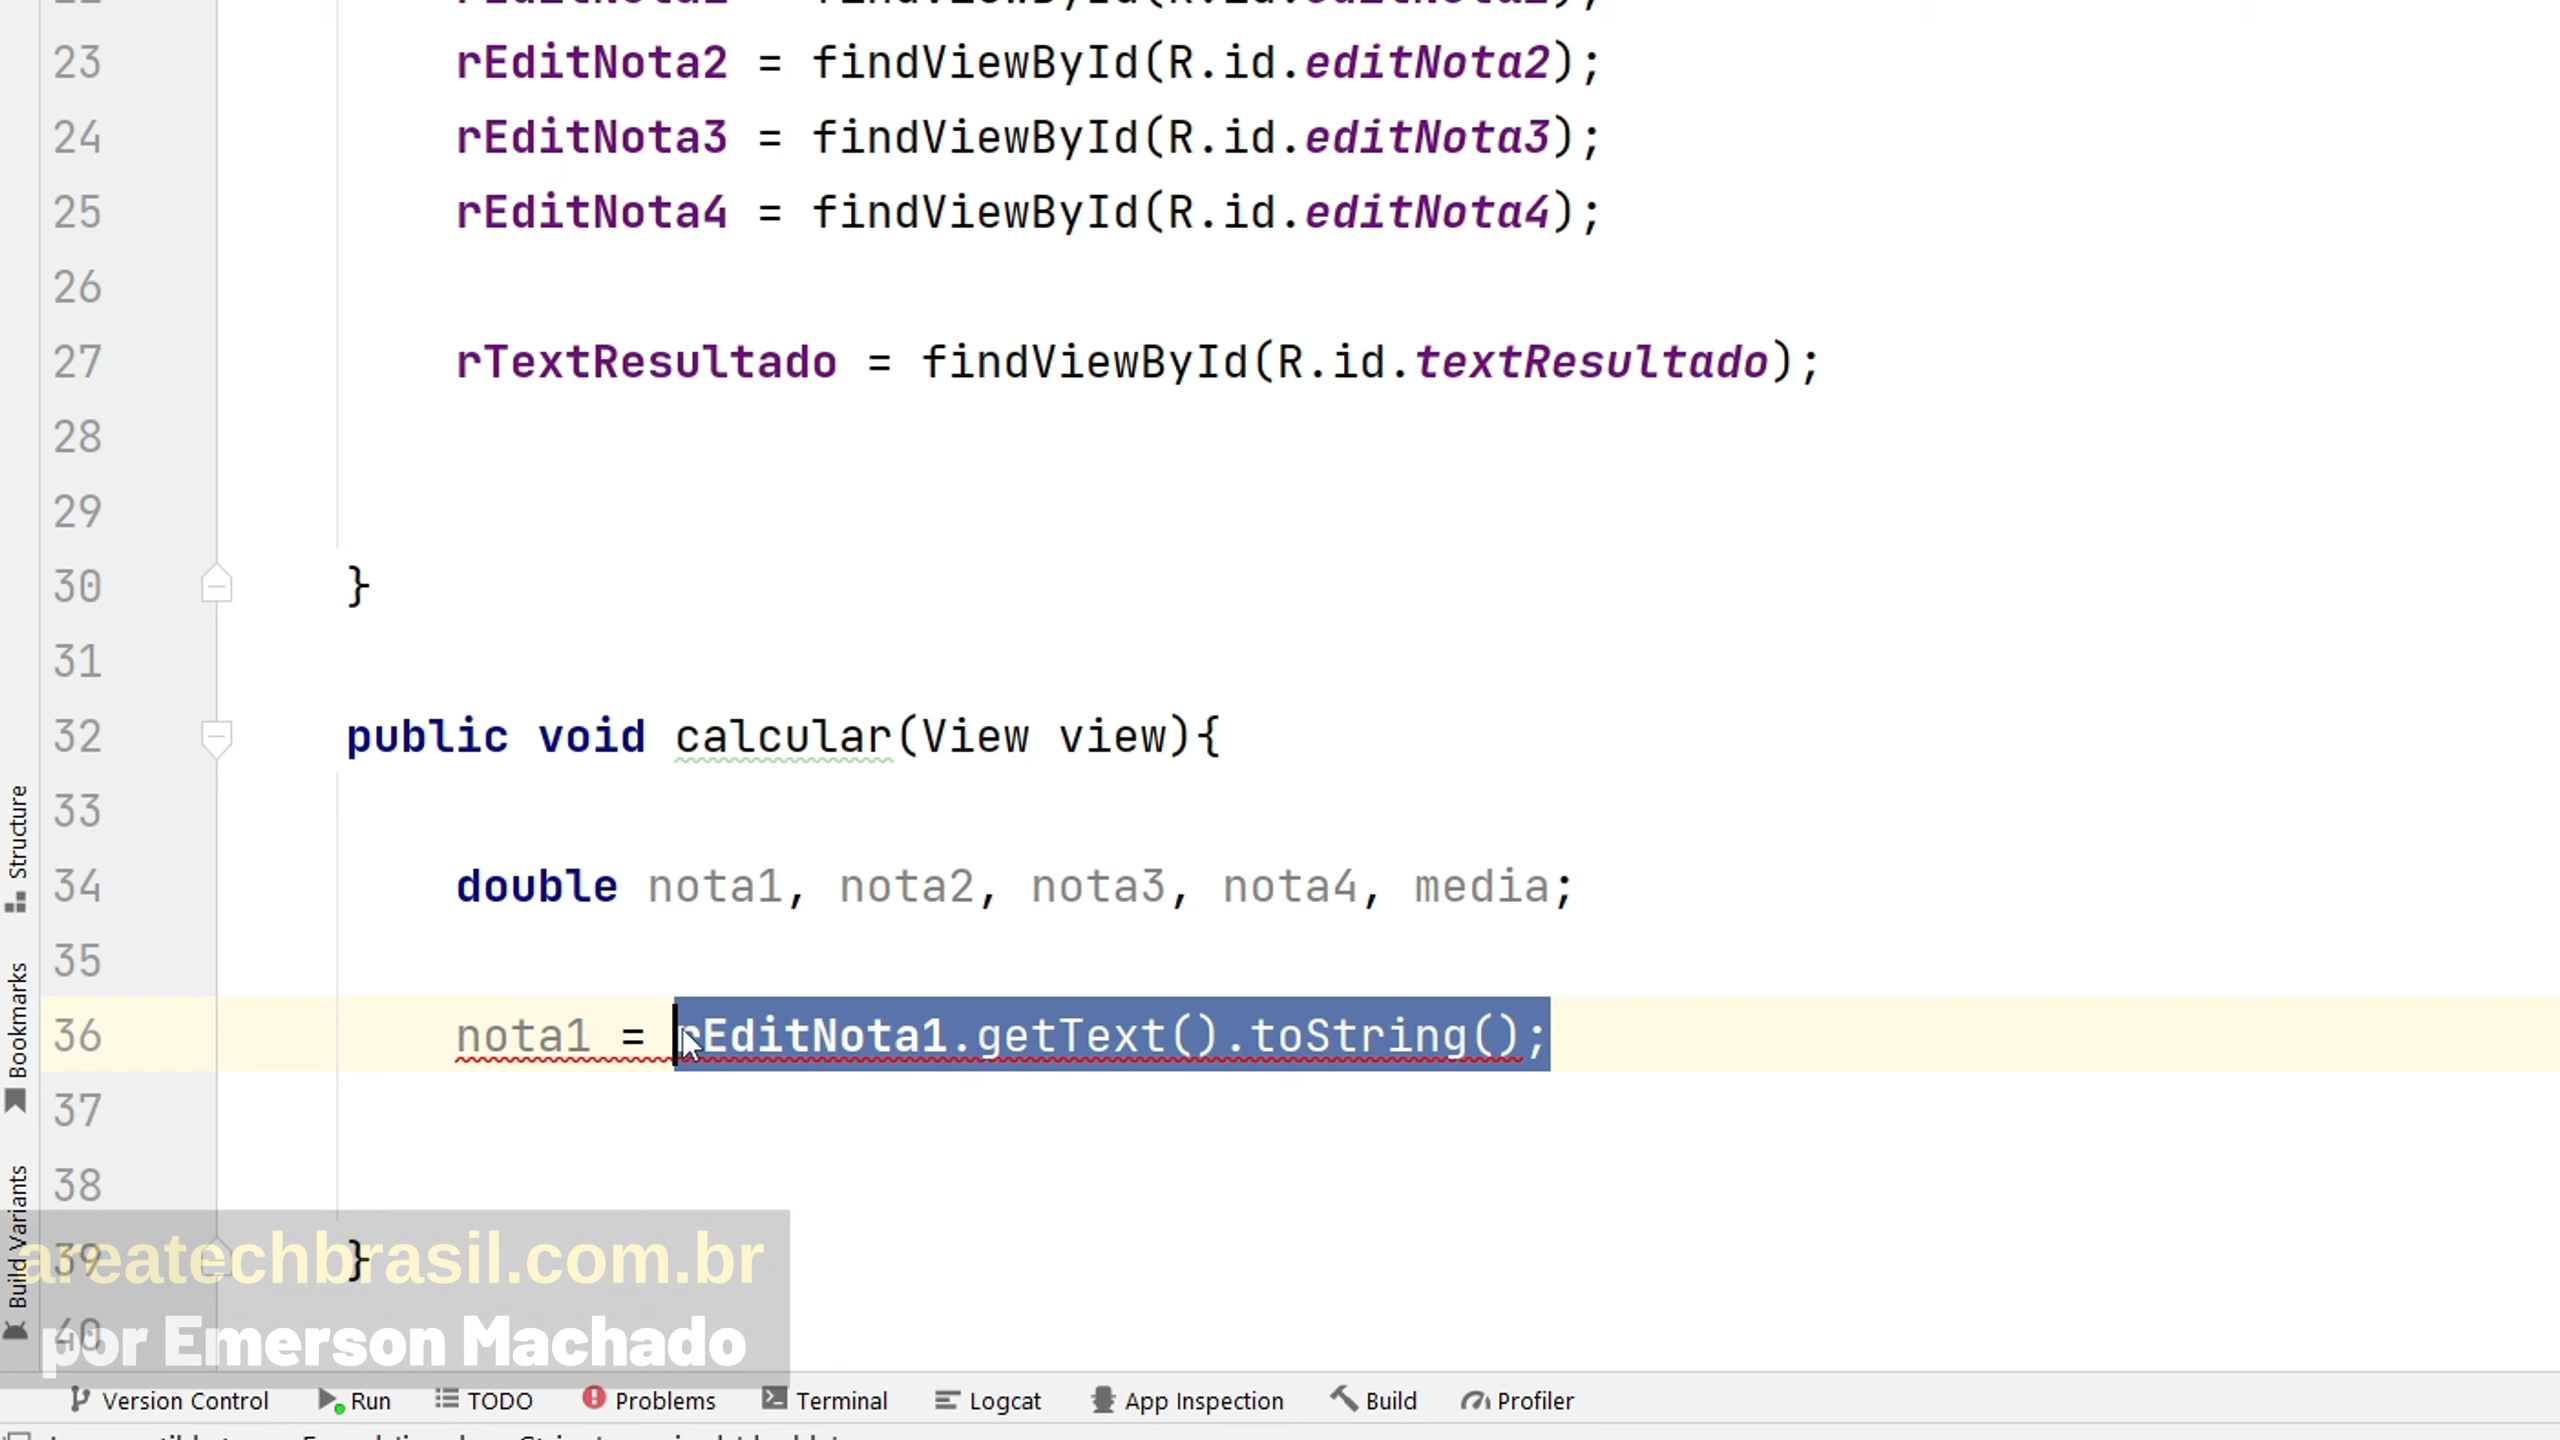 23 rEditNota2 = findViewById(R.id.editNota2);
24 rEditNota3 = findViewById(R.id.editNota3);
25 rEditNota4 = findViewById(R.id.editNota4);
26
27 rTextResultado = findViewById(R.id.textResultado);
28
29
30 }
31
32 public void calcular(View view){
33
34 double nota1, nota2, nota3, nota4, media;
35
36 nota1 = rEditNota1.getText().toString();
37
38
39 }
40
Structure
Bookmarks
Build Variants
areatechbrasil.com.br
por Emerson Machado
Version Control Run TODO Problems Terminal Logcat App Inspection Build Profiler